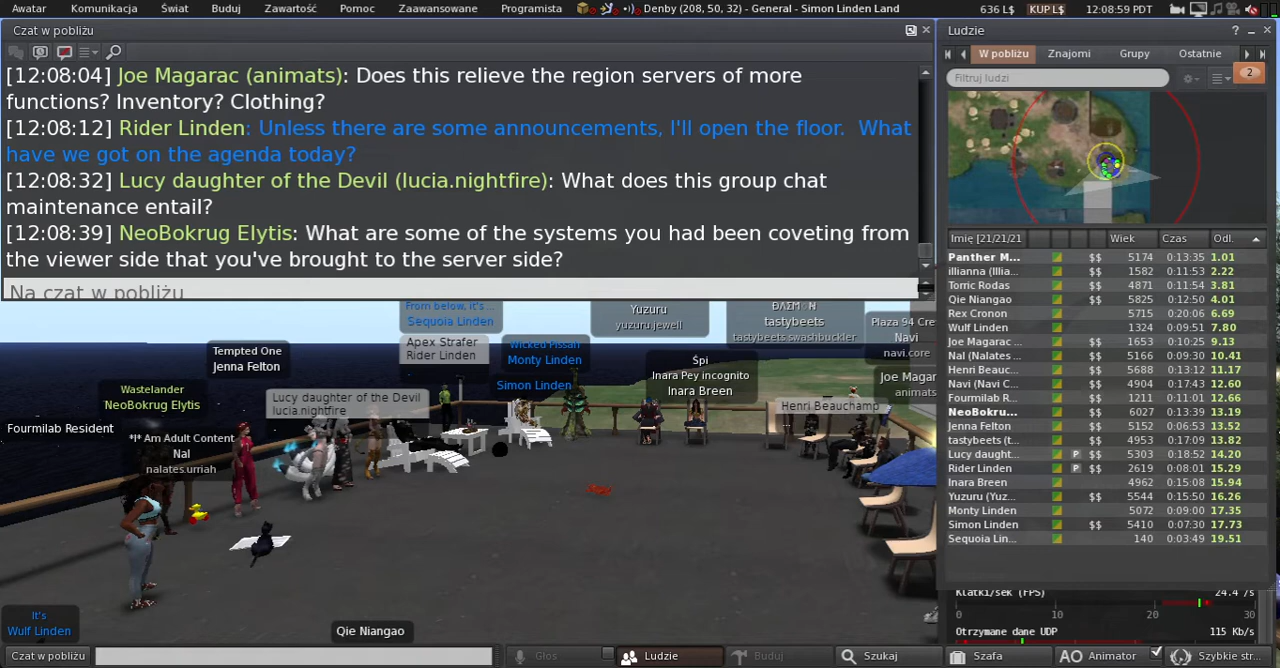 Awatar Komunikacja Świat Buduj Zawartość Pomoc Zaawansowane Programista Denby (208, 50, 32) - General - Simon Linden Land 636 L$ KUP L$ 12:08:59 PDT
Czat w pobliżu
[12:08:04] Joe Magarac (animats): Does this relieve the region servers of more
functions? Inventory? Clothing?
[12:08:12] Rider Linden: Unless there are some announcements, I'll open the floor. What
have we got on the agenda today?
[12:08:32] Lucy daughter of the Devil (lucia.nightfire): What does this group chat
maintenance entail?
[12:08:39] NeoBokrug Elytis: What are some of the systems you had been coveting from
the viewer side that you've brought to the server side?
Na czat w pobliżu
From below, it's ...
Sequoia Linden
Yuzuru
yuzuru.jewell
tastybeets
tastybeets swashbuckler
Plaza 94 Cre
Navi
navi.core
Apex Strafer
Rider Linden
Wicked Pissah
Monty Linden
Tempted One
Jenna Felton
Śpi
Inara Pey incognito
Inara Breen
Joe Magar
animats
Simon Linden
Wastelander
NeoBokrug Elytis
Lucy daughter of the Devil
lucia.nightfire
Henri Beauchamp
Fourmilab Resident
*!* Am Adult Content
Nal
nalates.urriah
It's
Wulf Linden
Qie Niangao
Ludzie
W pobliżu Znajomi Grupy Ostatnie
Filtruj ludzi
2
Imię [21/21/21 Wiek Czas Odl.
Panther M... $$ 5174 0:13:35 1.01
illianna (Illia... $$ 1582 0:11:53 2.22
Torric Rodas $$ 4871 0:11:54 3.81
Qie Niangao $$ 5825 0:12:50 4.01
Rex Cronon $$ 5715 0:20:06 6.69
Wulf Linden 1324 0:09:51 7.80
Joe Magarac ... $$ 1653 0:10:25 9.13
Nal (Nalates ... $$ 5166 0:09:30 10.41
Henri Beauc... $$ 5688 0:13:12 11.17
Navi (Navi C... $$ 4904 0:17:43 12.60
Fourmilab R... $$ 1211 0:11:01 12.66
NeoBokru... $$ 6027 0:13:39 13.19
Jenna Felton $$ 5152 0:06:53 13.52
tastybeets (t... $$ 4953 0:17:09 13.82
Lucy daught... P $$ 5303 0:18:52 14.20
Rider Linden P $$ 2619 0:08:01 15.29
Inara Breen 4962 0:15:08 15.94
Yuzuru (Yuz... $$ 5544 0:15:50 16.26
Monty Linden 5072 0:09:00 17.35
Simon Linden $$ 5410 0:07:30 17.73
Sequoia Lin... 140 0:03:49 19.51
Klatki/sek (FPS) 24.4 /s
0 10 20 30
Otrzymane dane UDP 115 Kb/s
Czat w pobliżu Głos Ludzie Buduj Szukaj Szafa AO Animator Szybkie str...